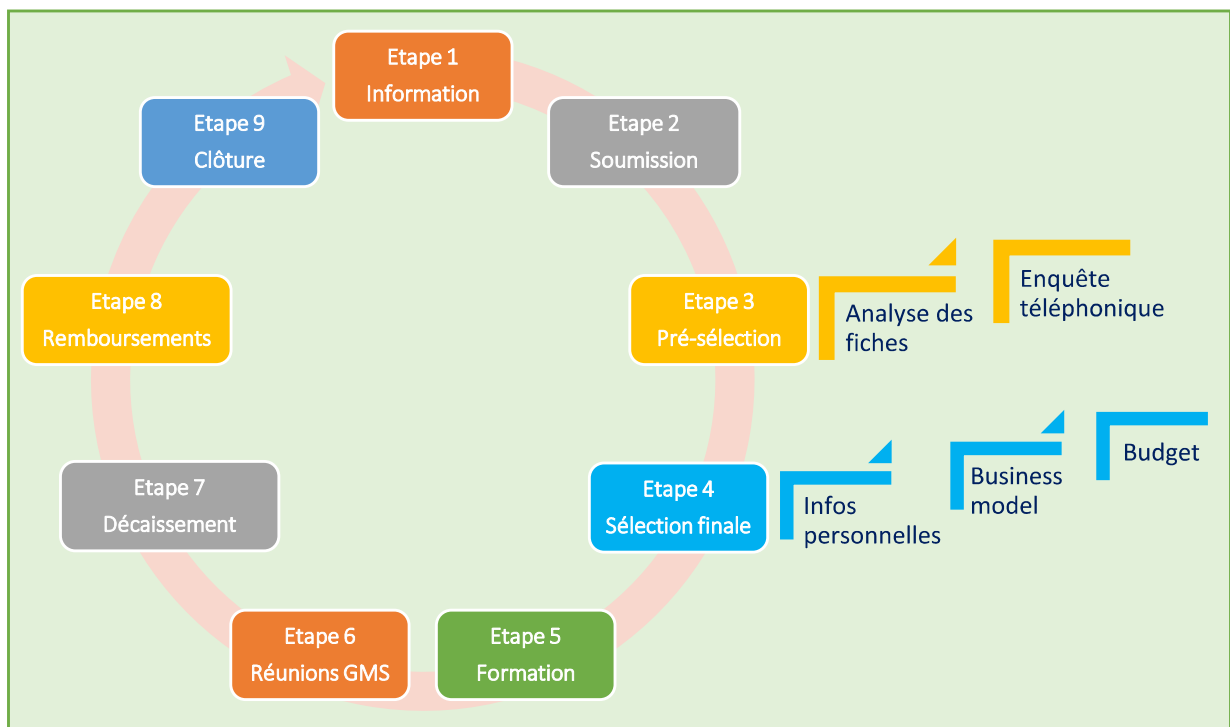 Etape 1
Information
Etape 2
Soumission
Etape 3
Pré-sélection
Analyse des
fiches
Enquête
téléphonique
Etape 4
Sélection finale
Infos
personnelles
Business
model
Budget
Etape 5
Formation
Etape 6
Réunions GMS
Etape 7
Décaissement
Etape 8
Remboursements
Etape 9
Clôture